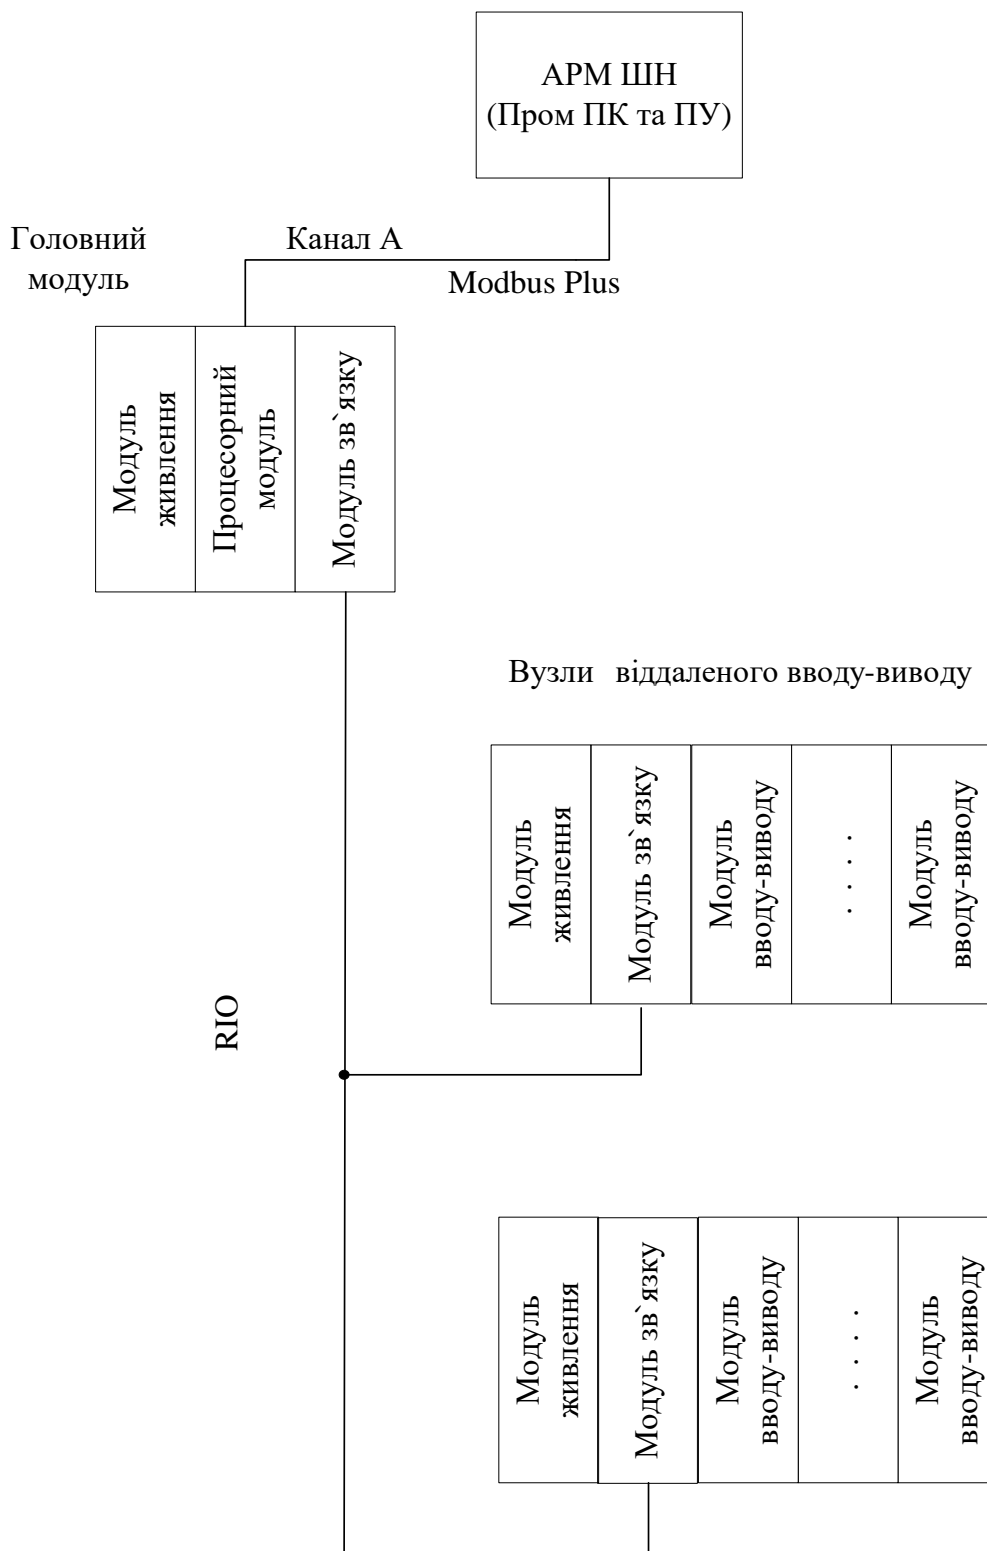 АРМ ШН
(Пром ПК та ПУ)
Головний
модуль
Канал А
Modbus Plus
Модуль
живлення
Процесорний
модуль
Модуль зв`язку
Вузли віддаленого вводу-виводу
Модуль
живлення
Модуль зв`язку
Модуль
вводу-виводу
. . . .
Модуль
вводу-виводу
RIO
Модуль
живлення
Модуль зв`язку
Модуль
вводу-виводу
. . . .
Модуль
вводу-виводу